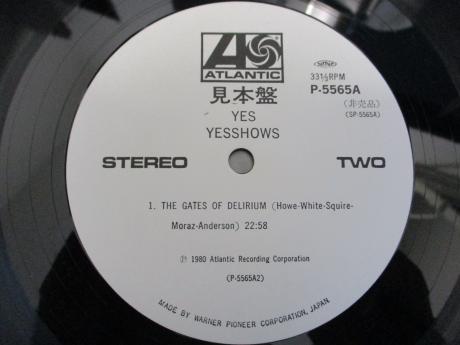 ATLANTIC
見本盤
YES
YESSHOWS
33⅓RPM
P-5565A
(非売品)
(SP-5565A)
STEREO
TWO
1. THE GATES OF DELIRIUM (Howe-White-Squire-
Moraz-Anderson) 22:58
Ⓟ 1980 Atlantic Recording Corporation
(P-5565A2)
MADE BY WARNER PIONEER CORPORATION, JAPAN.